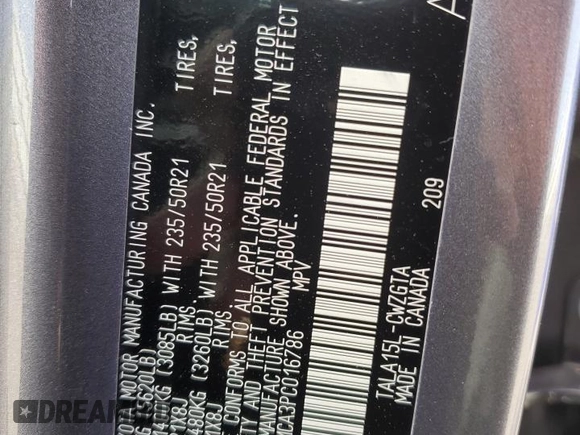 MOTOR MANUFACTURING CANADA INC.
(3085LB) WITH 235/50R21 TIRES,
RIMS.
(3260LB) WITH 235/50R21 TIRES,
RIMS.
CONFORMS TO ALL APPLICABLE FEDERAL MOTOR
AND THEFT PREVENTION STANDARDS IN EFFECT
MANUFACTURE SHOWN ABOVE.
MPV
TALA15L-CWZGTA 209
MADE IN CANADA
A